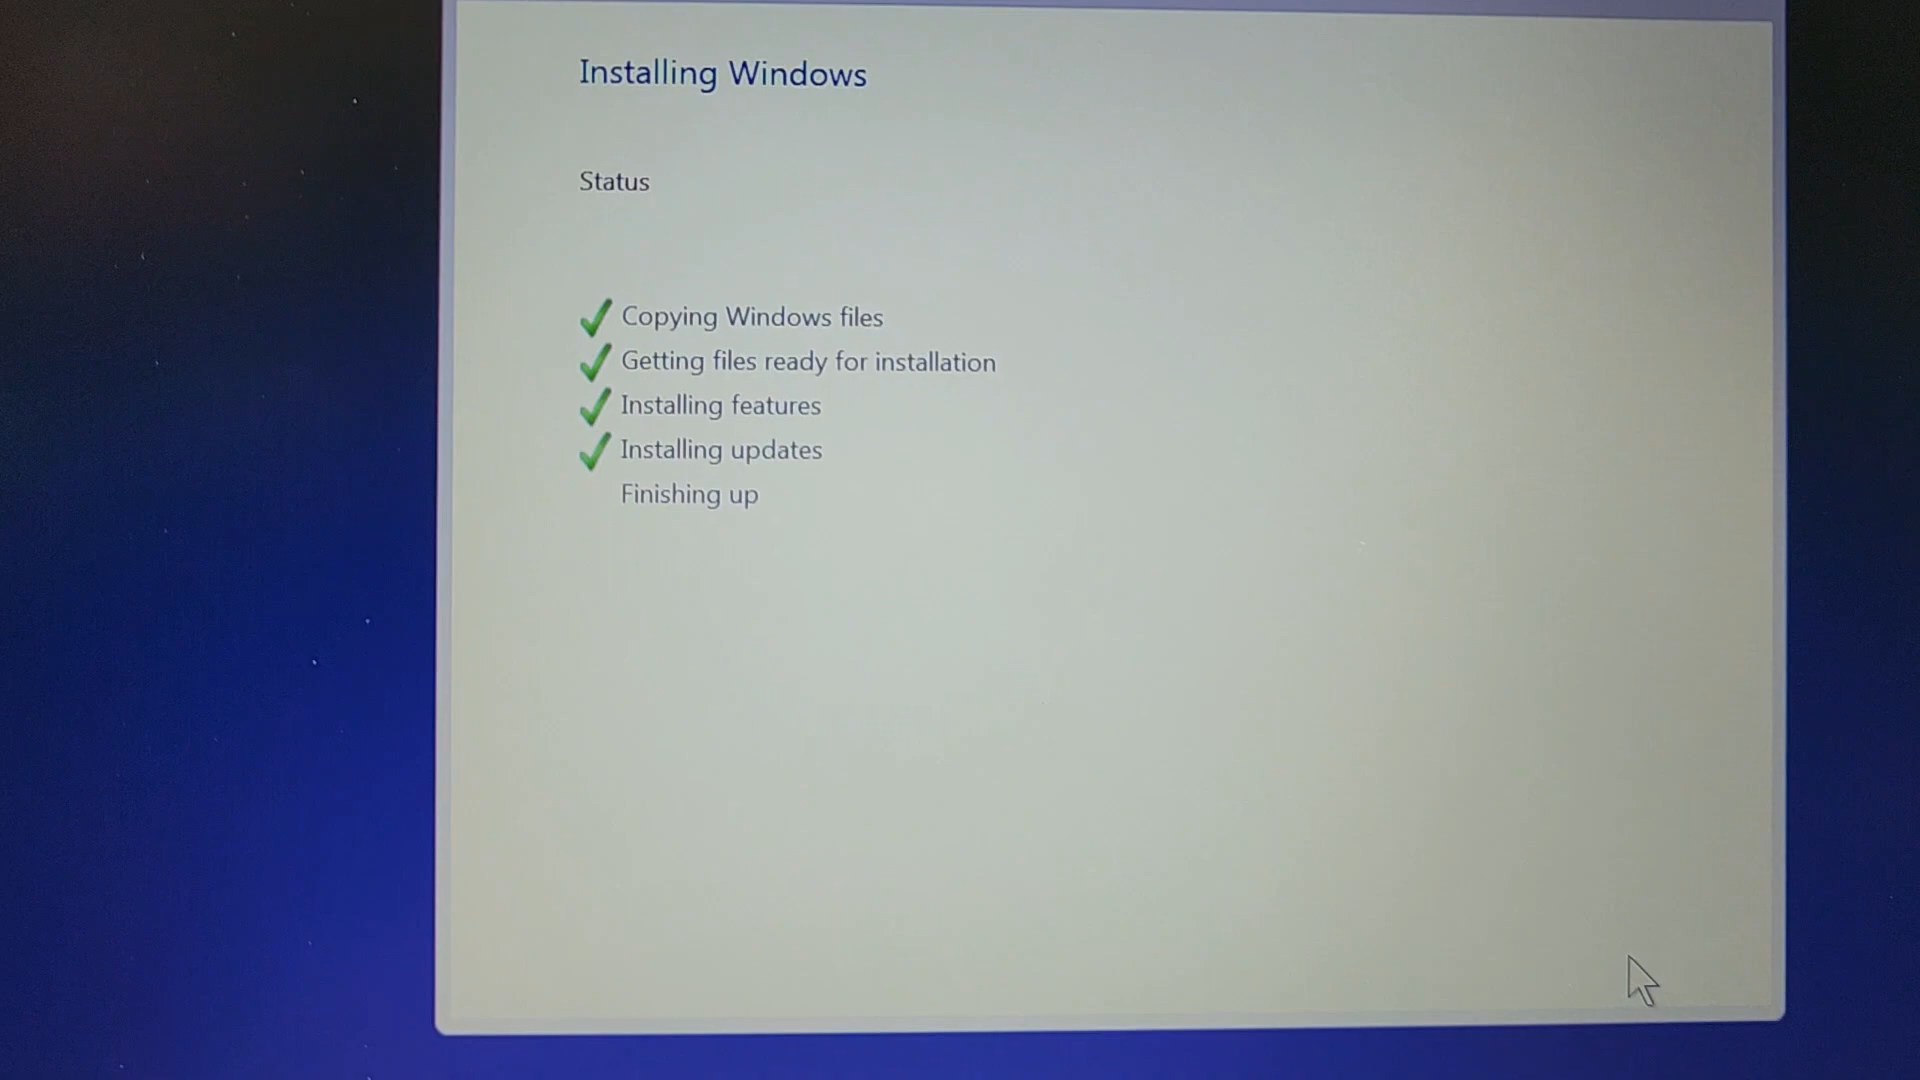 Installing Windows
Status
Copying Windows files
Getting files ready for installation
Installing features
Installing updates
Finishing up